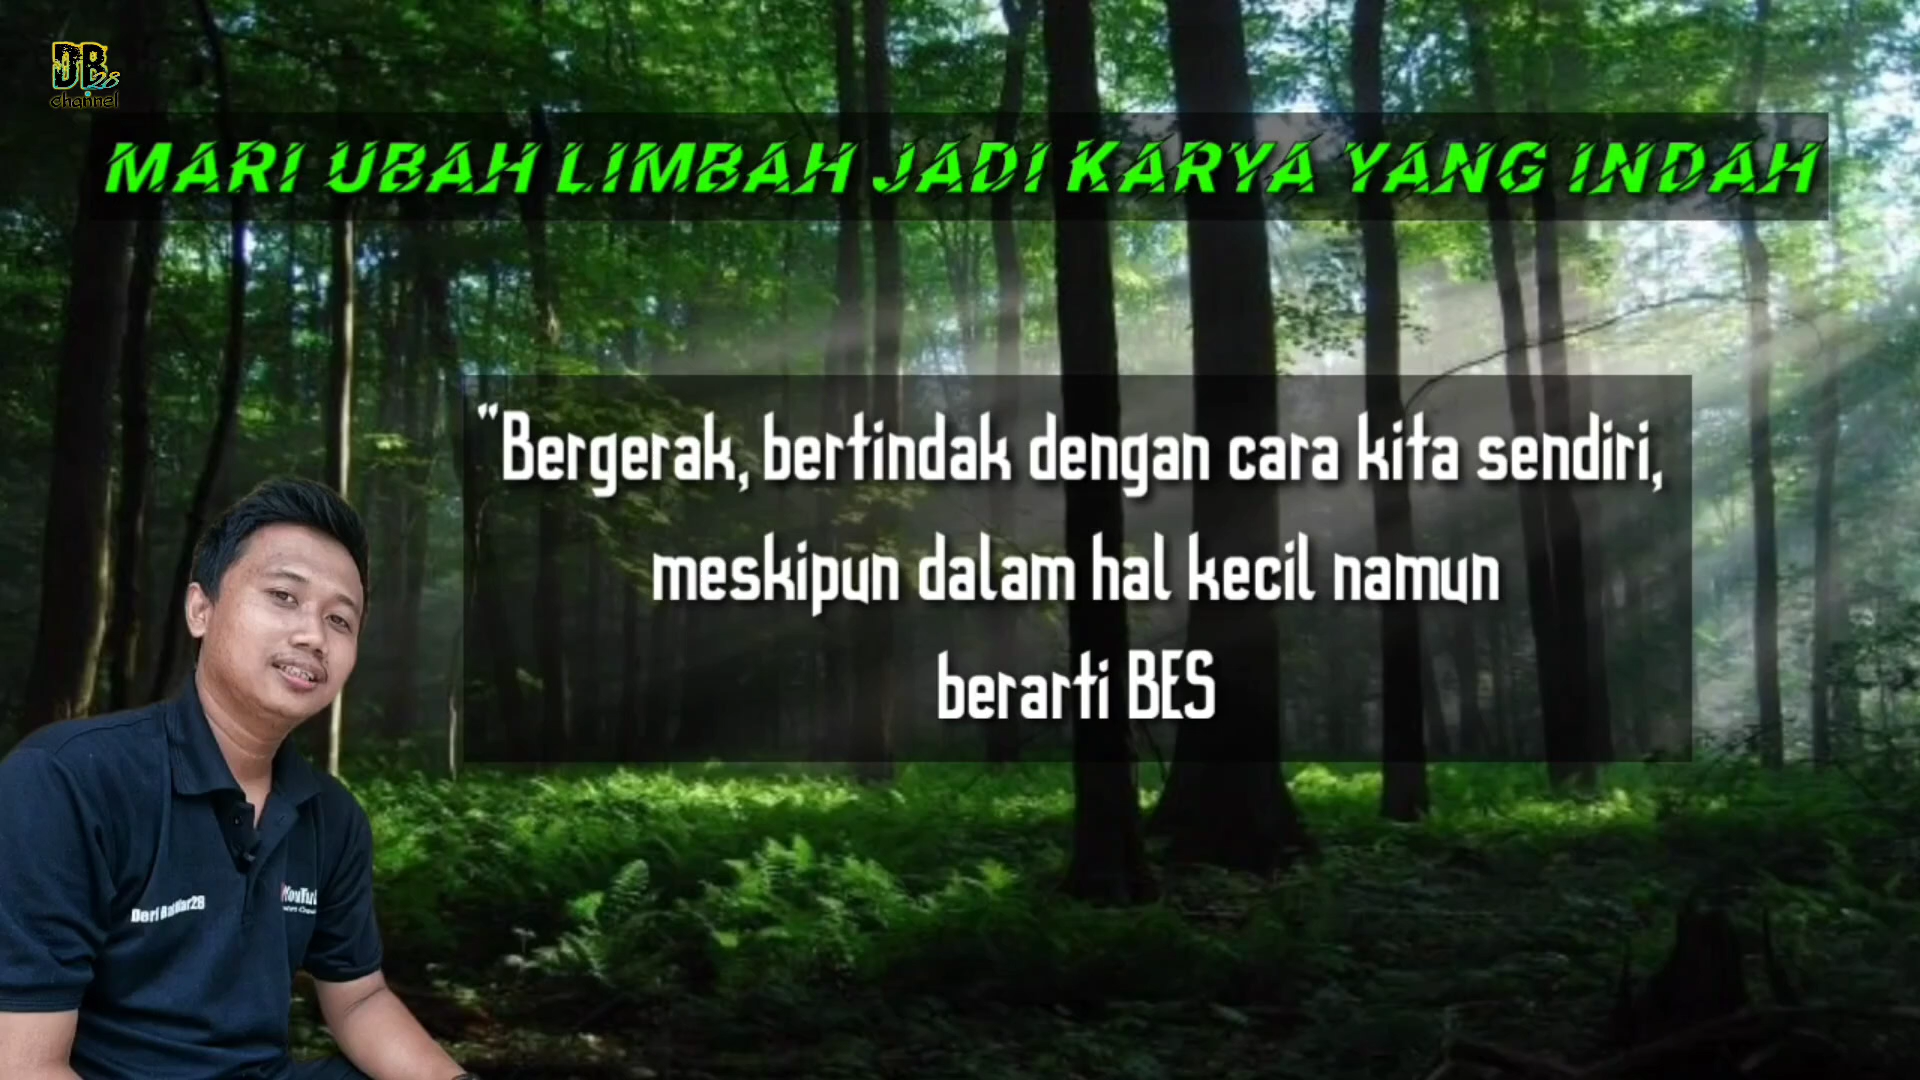 DB28
channel
MARI UBAH LIMBAH JADI KARYA YANG INDAH
"Bergerak, bertindak dengan cara kita sendiri,
meskipun dalam hal kecil namun
berarti BES